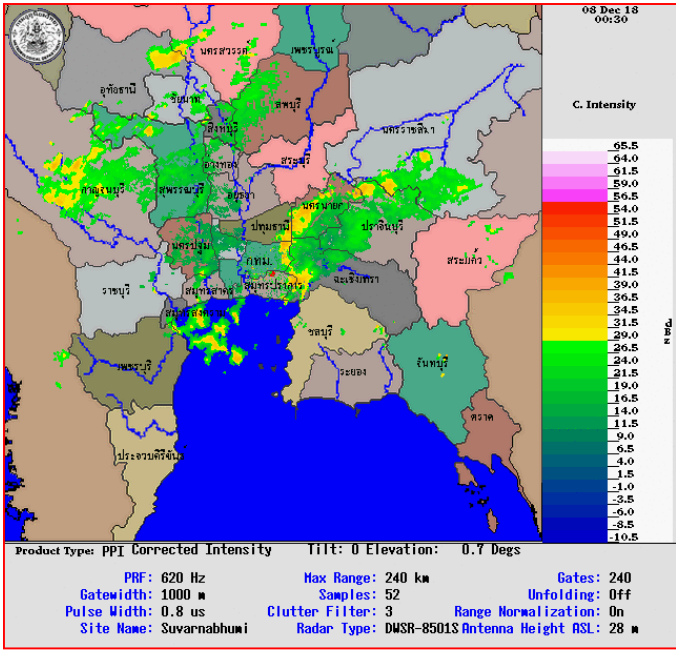 08 Dec 18
00:30
C. Intensity
65.5
64.0
61.5
59.0
56.5
54.0
51.5
49.0
46.5
44.0
41.5
39.0
36.5
34.0
31.5
29.0
26.5
24.0
21.5
19.0
16.5
14.0
11.5
9.0
6.5
4.0
1.5
-1.0
-3.5
-6.0
-8.5
-10.5
นครสวรรค์
เพชรบูรณ์
อุทัยธานี
ชัยนาท
ลพบุรี
สิงห์บุรี
นครราชสีมา
อ่างทอง
สระบุรี
กาญจนบุรี
สุพรรณบุรี
อยุธยา
นครนายก
ปราจีนบุรี
ปทุมธานี
นครปฐม
กทม.
สระแก้ว
ฉะเชิงเทรา
ราชบุรี
สมุทรสาคร
สมุทรปราการ
สมุทรสงคราม
ชลบุรี
เพชรบุรี
ระยอง
จันทบุรี
ตราด
ประจวบคีรีขันธ์
Product Type: PPI Corrected Intensity Tilt: 0 Elevation: 0.7 Degs
PRF: 620 Hz Max Range: 240 km Gates: 240
Gatewidth: 1000 m Samples: 52 Unfolding: Off
Pulse Width: 0.8 us Clutter Filter: 3 Range Normalization: On
Site Name: Suvarnabhumi Radar Type: DWSR-8501S Antenna Height ASL: 28 m